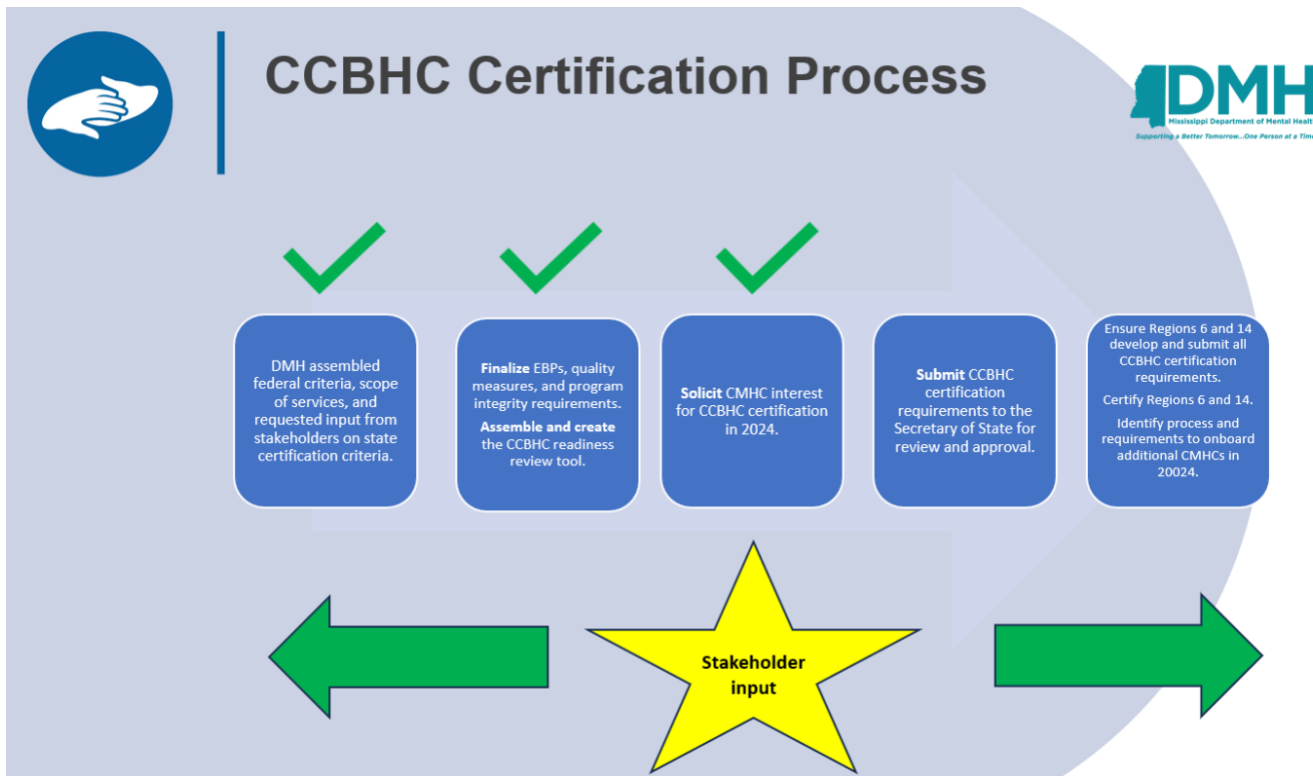 CCBHC Certification Process
DMH
Mississippi Department of Mental Health
Supporting a Better Tomorrow...One Person at a Time
DMH assembled
federal criteria, scope
of services, and
requested input from
stakeholders on state
certification criteria.
Finalize EBPs, quality
measures, and program
integrity requirements.
Assemble and create
the CCBHC readiness
review tool.
Solicit CMHC interest
for CCBHC certification
in 2024.
Submit CCBHC
certification
requirements to the
Secretary of State for
review and approval.
Ensure Regions 6 and 14
develop and submit all
CCBHC certification
requirements.
Certify Regions 6 and 14.
Identify process and
requirements to onboard
additional CMHCs in
20024.
Stakeholder
input